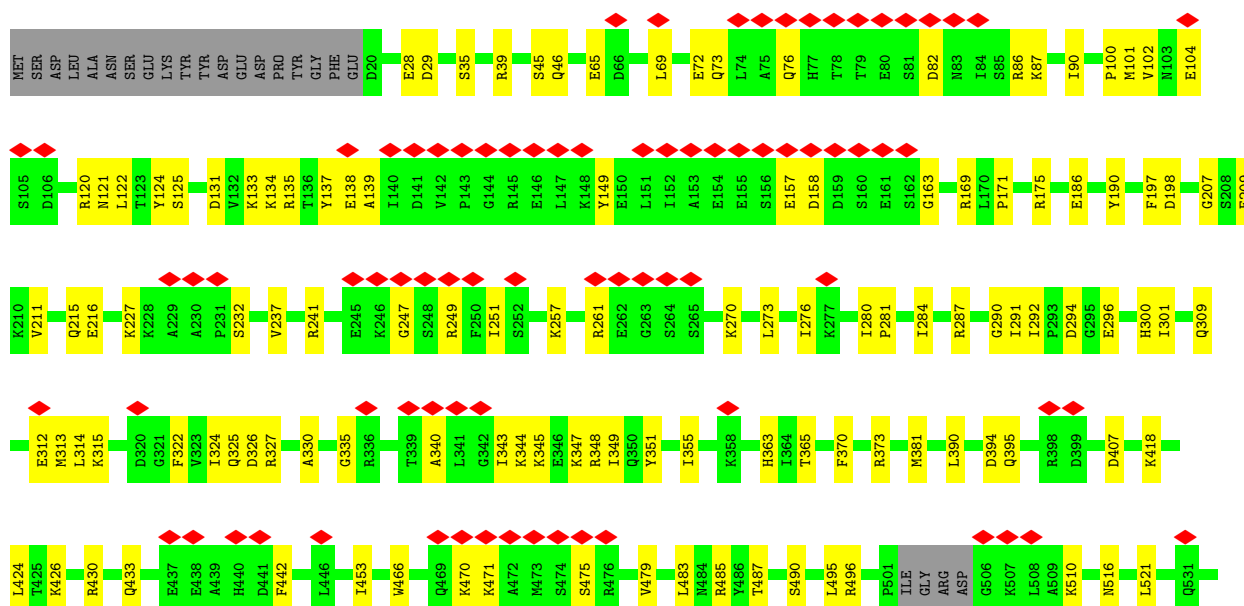 MET SER ASP LEU ALA ASN SER GLU LYS TYR TYR ASP GLU ASP PRO TYR GLY PHE GLU D20 E28 D29 S35 R39 S45 Q46 E65 D66 L69 E72 Q73 L74 A75 Q76 H77 T78 T79 E80 S81 D82 N83 I84 S85 R86 K87 I90 P100 M101 V102 N103 E104
S105 D106 R120 N121 L122 T123 Y124 S125 D131 V132 K133 K134 R135 T136 Y137 E138 A139 I140 D141 V142 P143 G144 R145 E146 L147 K148 Y149 E150 L151 I152 A153 E154 E155 S156 E157 D158 D159 S160 E161 S162 G163 R169 L170 P171 R175 E186 Y190 F197 D198 G207 S208
K210 V211 Q215 E216 K227 K228 A229 A230 P231 S232 V237 R241 E245 K246 G247 S248 R249 F250 I251 S252 K257 R261 E262 G263 S264 S265 K270 L273 I276 K277 I280 P281 I284 R287 G290 I291 I292 P293 D294 G295 E296 H300 I301 Q309
E312 M313 L314 K315 D320 G321 F322 V323 I324 Q325 D326 R327 A330 G335 R336 T339 A340 L341 G342 I343 K344 K345 E346 K347 R348 I349 Q350 Y351 I355 K358 H363 I364 T365 F370 R373 M381 L390 D394 Q395 R398 D399 D407 K418
L424 T425 K426 R430 Q433 E437 E438 A439 H440 D441 F442 L446 I453 W466 Q469 K470 K471 A472 M473 S474 S475 R476 V479 L483 N484 R485 Y486 T487 S490 L495 R496 P501 ILE GLY ARG ASP G506 K507 L508 A509 K510 N516 L521 Q531